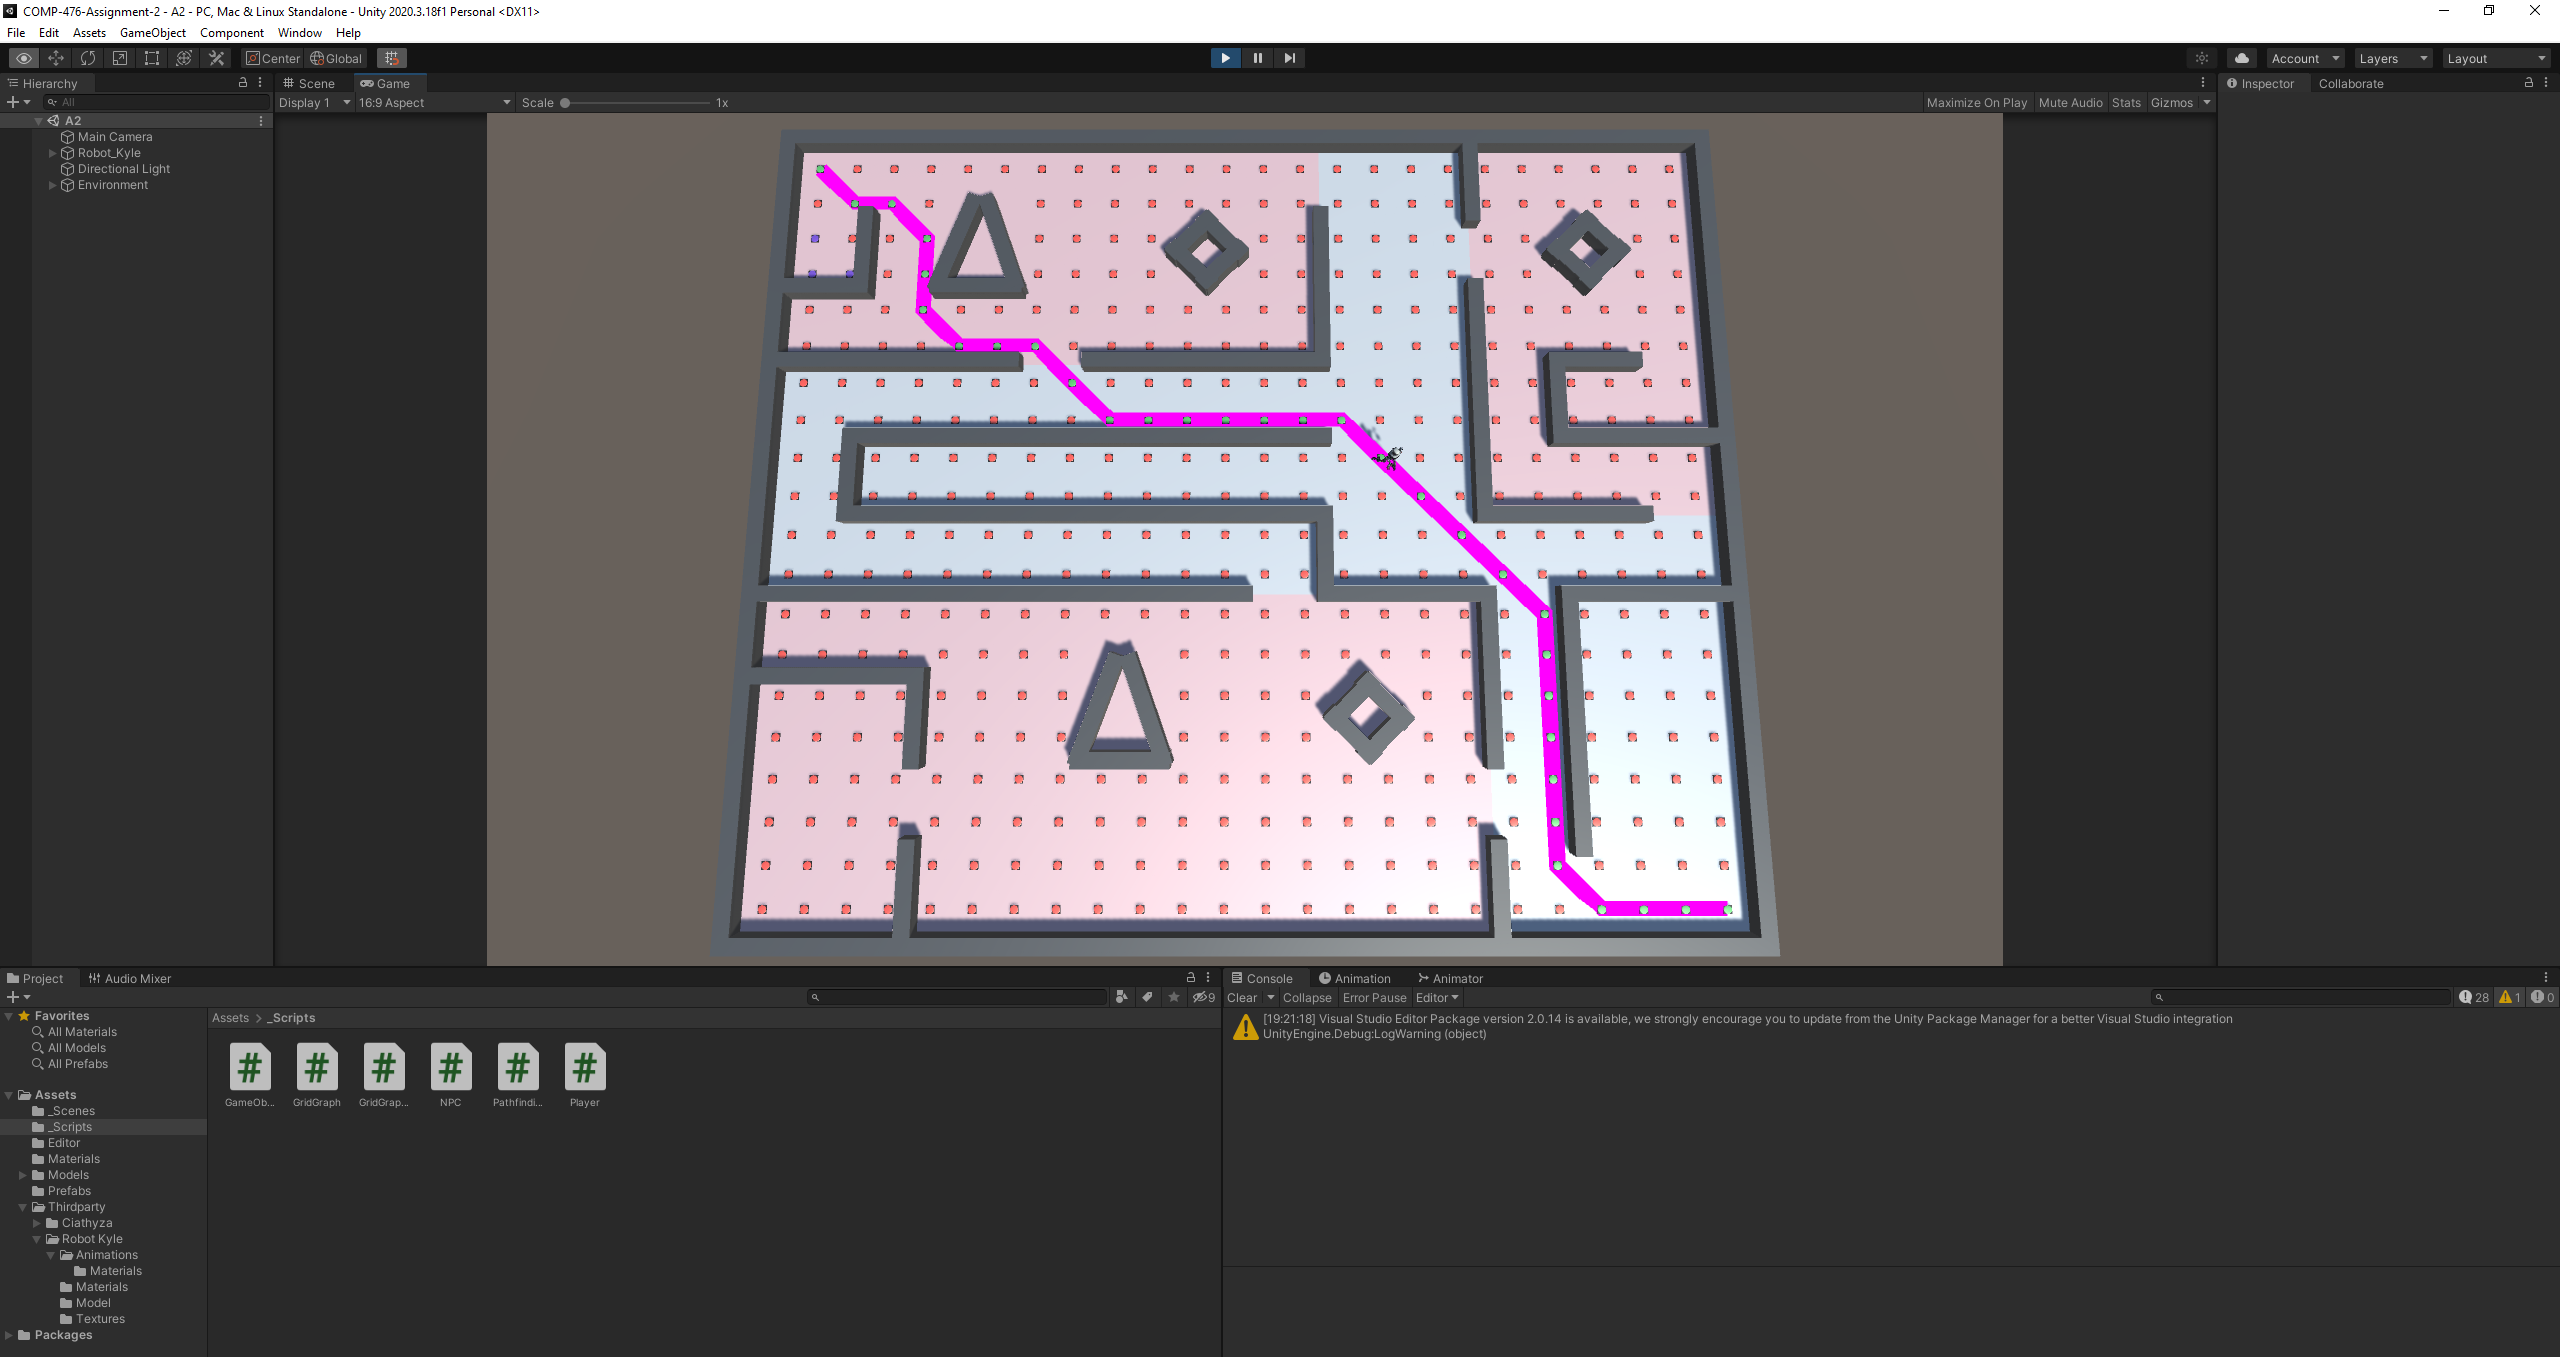 COMP-476-Assignment-2 - A2 - PC, Mac & Linux Standalone - Unity 2020.3.18f1 Personal <DX11>
File Edit Assets GameObject Component Window Help
Center Global Account Layers Layout
Hierarchy
All
A2
Main Camera
Robot_Kyle
Directional Light
Environment
Scene Game
Display 1 16:9 Aspect Scale 1x Maximize On Play Mute Audio Stats Gizmos
Inspector Collaborate
Project Audio Mixer
9
Favorites
All Materials
All Models
All Prefabs
Assets
_Scenes
_Scripts
Editor
Materials
Models
Prefabs
Thirdparty
Ciathyza
Robot Kyle
Animations
Materials
Materials
Model
Textures
Packages
Assets > _Scripts
GameOb... GridGraph GridGrap... NPC Pathfindi... Player
Console Animation Animator
Clear Collapse Error Pause Editor 28 1 0
[19:21:18] Visual Studio Editor Package version 2.0.14 is available, we strongly encourage you to update from the Unity Package Manager for a better Visual Studio integration
UnityEngine.Debug:LogWarning (object)